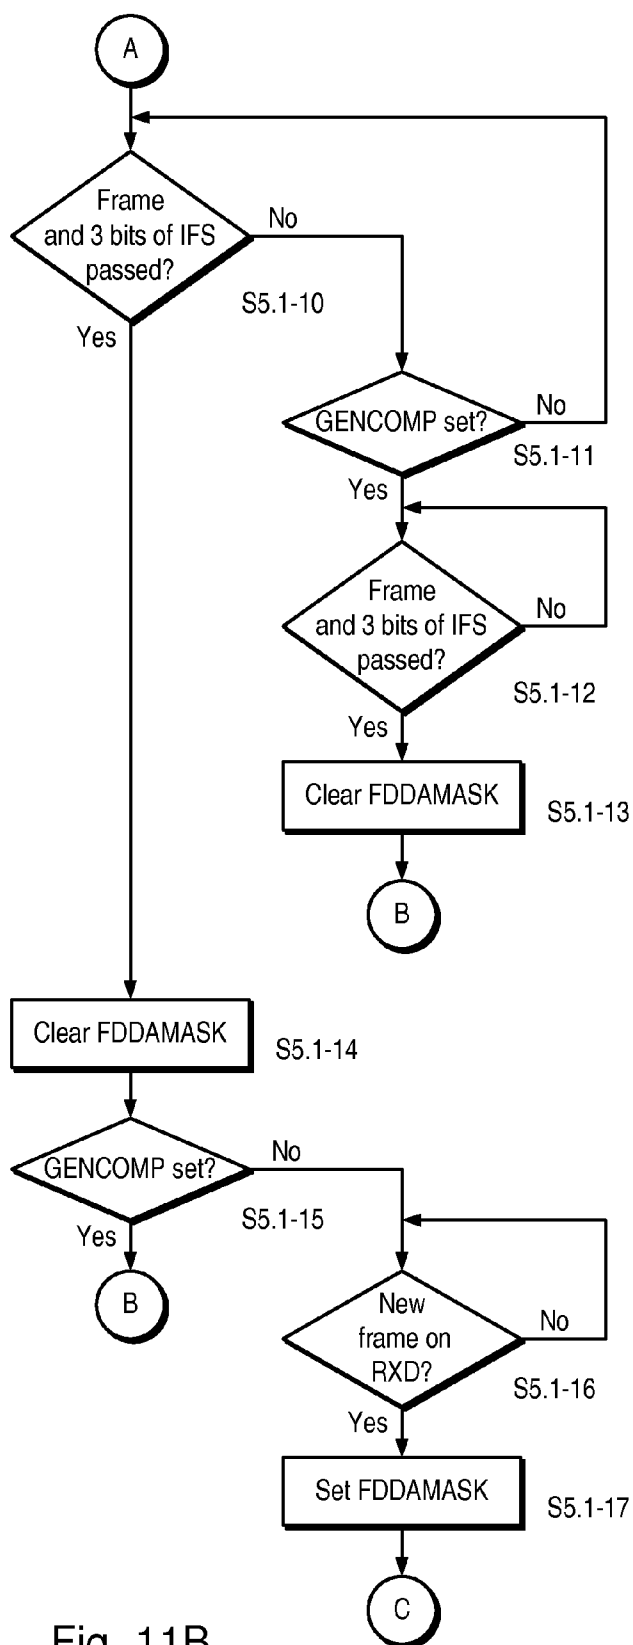 A
Frame
and 3 bits of IFS
passed?
No
S5.1-10
Yes
GENCOMP set?
No
S5.1-11
Yes
Frame
and 3 bits of IFS
passed?
No
S5.1-12
Yes
Clear FDDAMASK
S5.1-13
B
Clear FDDAMASK
S5.1-14
GENCOMP set?
No
S5.1-15
Yes
B
New
frame on
RXD?
No
S5.1-16
Yes
Set FDDAMASK
S5.1-17
C
Fig. 11B